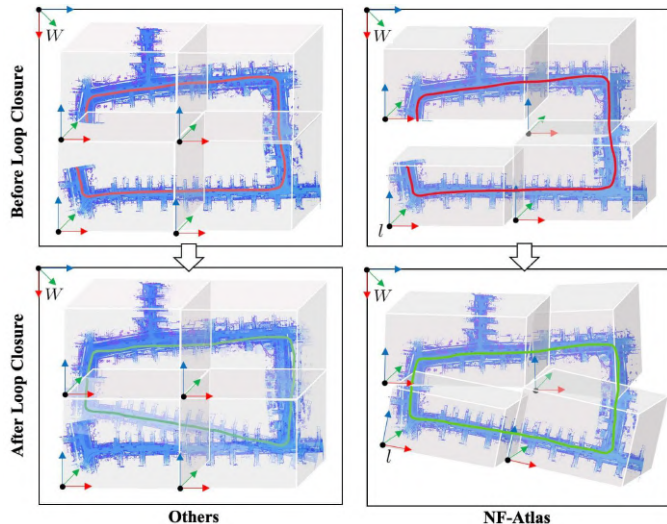 W
W
Before Loop Closure
l
W
W
After Loop Closure
l
Others
NF-Atlas